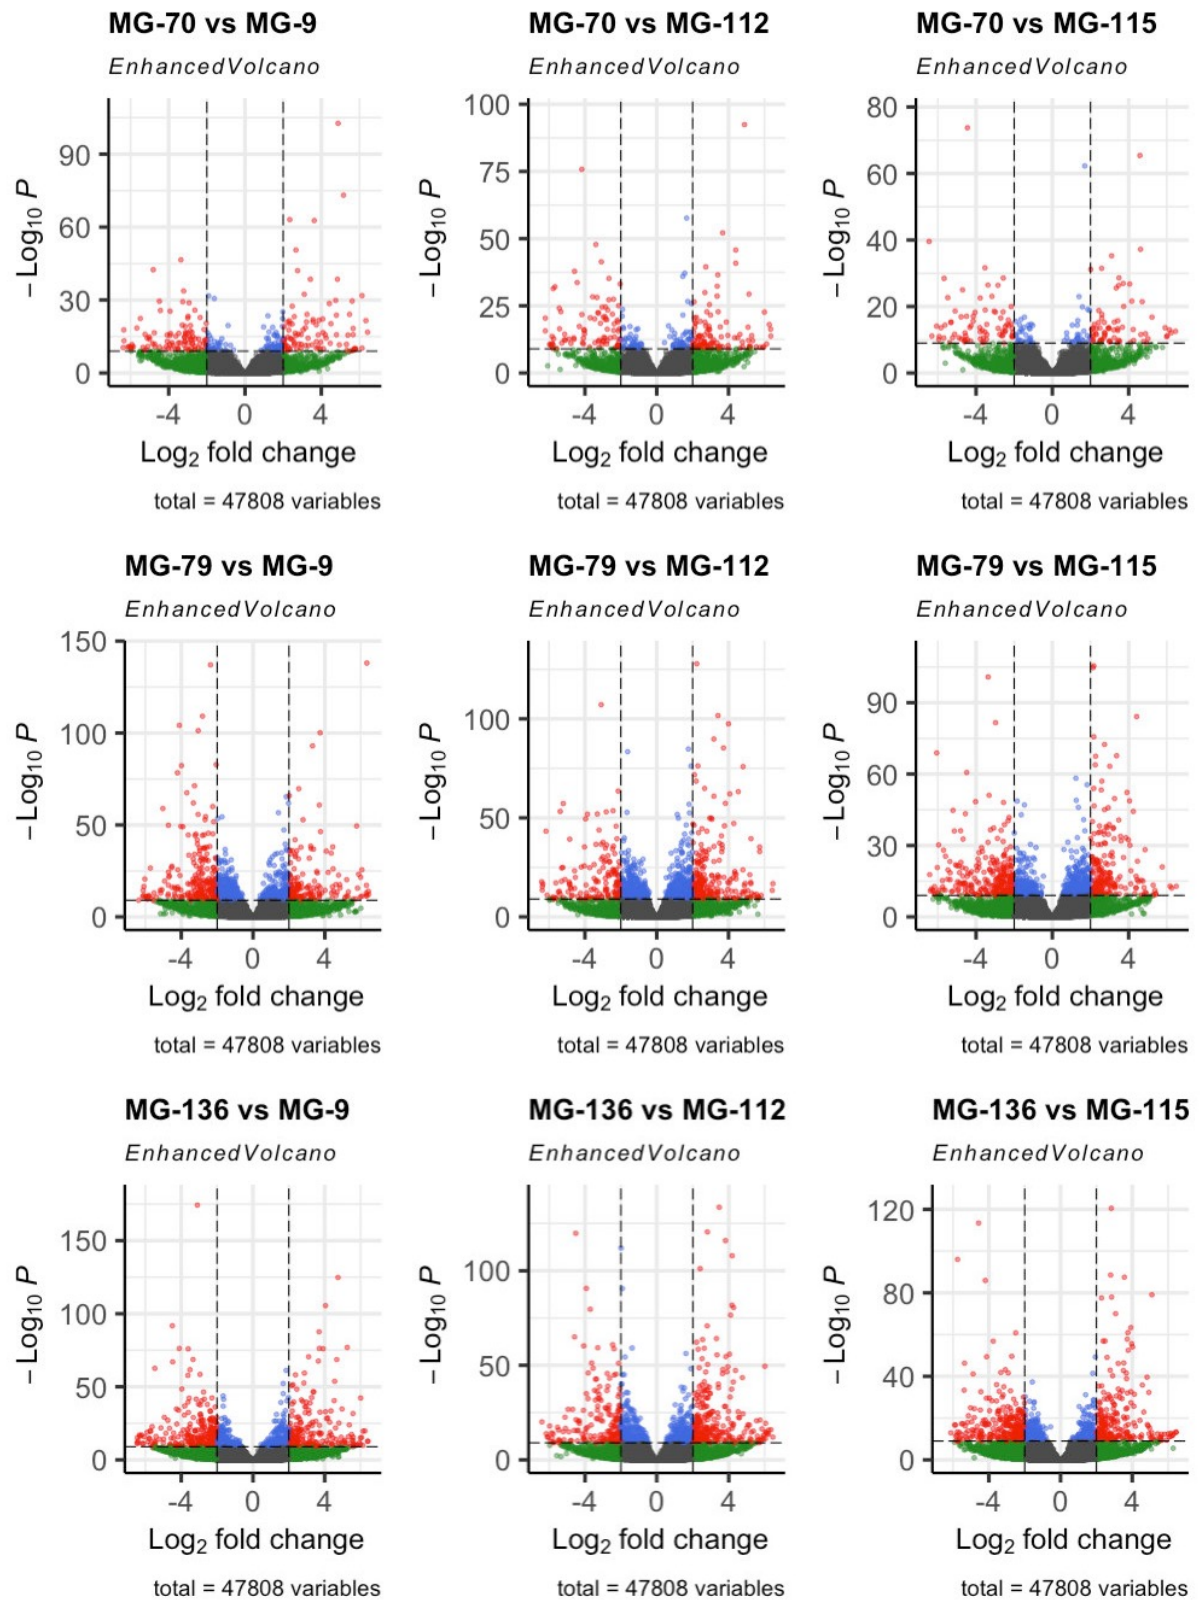 MG-70 vs MG-9
MG-70 vs MG-112
MG-70 vs MG-115
EnhancedVolcano
EnhancedVolcano
EnhancedVolcano
90
60
30
0
−Log₁₀ P
-4 0 4
Log₂ fold change
total = 47808 variables
100
75
50
25
0
−Log₁₀ P
-4 0 4
Log₂ fold change
total = 47808 variables
80
60
40
20
0
−Log₁₀ P
-4 0 4
Log₂ fold change
total = 47808 variables
MG-79 vs MG-9
MG-79 vs MG-112
MG-79 vs MG-115
EnhancedVolcano
EnhancedVolcano
EnhancedVolcano
150
100
50
0
−Log₁₀ P
-4 0 4
Log₂ fold change
total = 47808 variables
100
50
0
−Log₁₀ P
-4 0 4
Log₂ fold change
total = 47808 variables
90
60
30
0
−Log₁₀ P
-4 0 4
Log₂ fold change
total = 47808 variables
MG-136 vs MG-9
MG-136 vs MG-112
MG-136 vs MG-115
EnhancedVolcano
EnhancedVolcano
EnhancedVolcano
150
100
50
0
−Log₁₀ P
-4 0 4
Log₂ fold change
total = 47808 variables
100
50
0
−Log₁₀ P
-4 0 4
Log₂ fold change
total = 47808 variables
120
80
40
0
−Log₁₀ P
-4 0 4
Log₂ fold change
total = 47808 variables